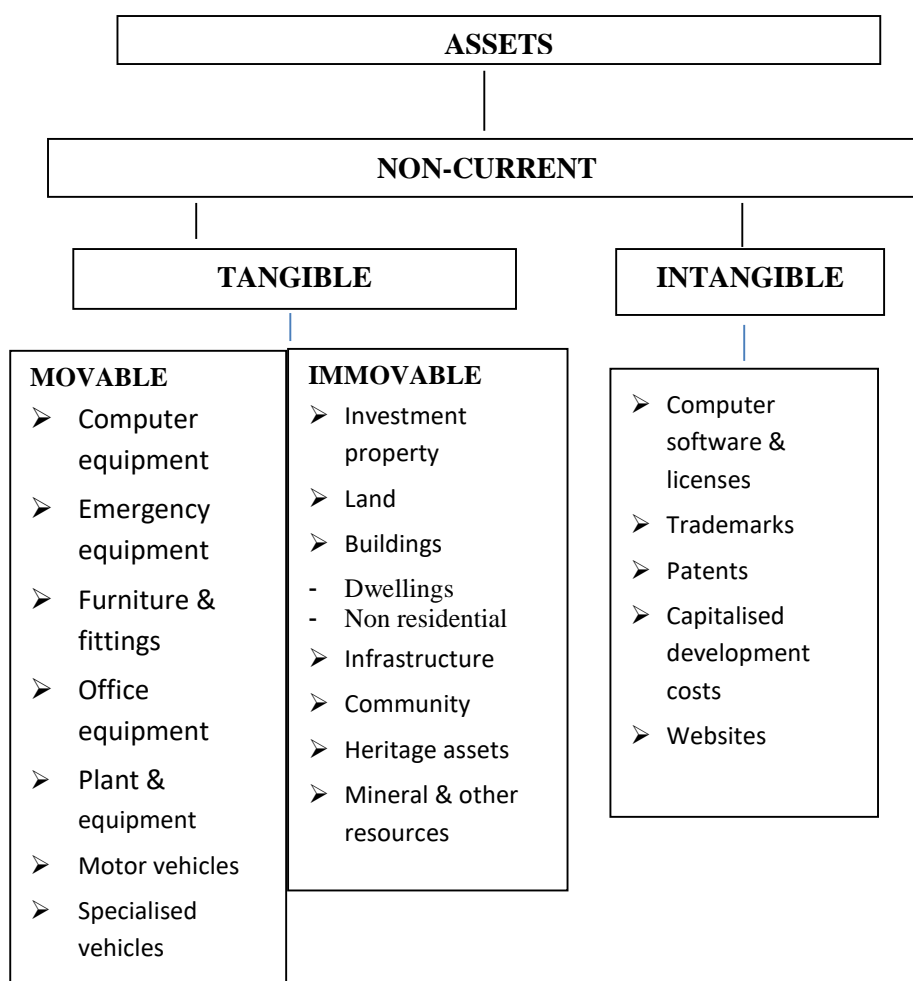 ASSETS
NON-CURRENT
TANGIBLE
INTANGIBLE
MOVABLE
➢ Computer
equipment
➢ Emergency
equipment
➢ Furniture &
fittings
➢ Office
equipment
➢ Plant &
equipment
➢ Motor vehicles
➢ Specialised
vehicles
IMMOVABLE
➢ Investment
property
➢ Land
➢ Buildings
- Dwellings
- Non residential
➢ Infrastructure
➢ Community
➢ Heritage assets
➢ Mineral & other
resources
➢ Computer
software &
licenses
➢ Trademarks
➢ Patents
➢ Capitalised
development
costs
➢ Websites